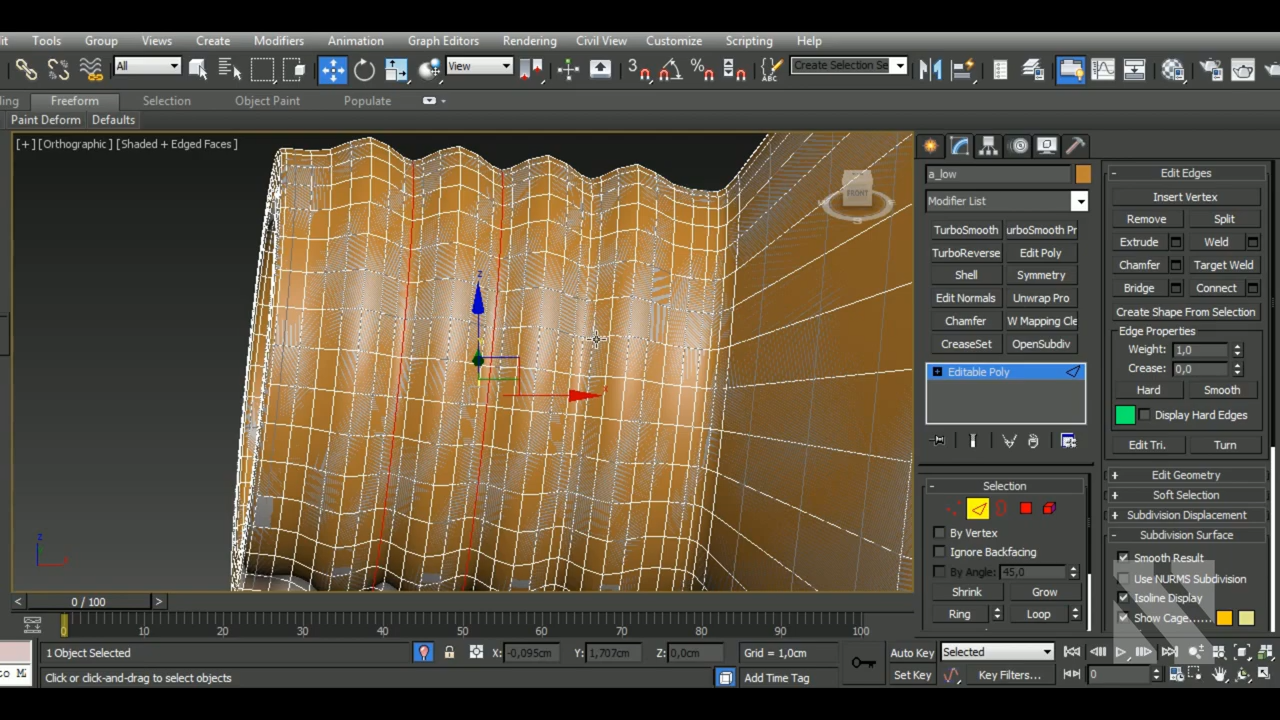 it Tools Group Views Create Modifiers Animation Graph Editors Rendering Civil View Customize Scripting Help
All View 3 Create Selection Se
ling Freeform Selection Object Paint Populate
Paint Deform Defaults
[+] [Orthographic] [Shaded + Edged Faces]
FRONT
z
x
z
a_low
Modifier List
TurboSmooth urboSmooth Pr
TurboReverse Edit Poly
Shell Symmetry
Edit Normals Unwrap Pro
Chamfer W Mapping Cle
CreaseSet OpenSubdiv
Editable Poly
- Selection
By Vertex
Ignore Backfacing
By Angle: 45,0
Shrink Grow
Ring Loop
- Edit Edges
Insert Vertex
Remove Split
Extrude Weld
Chamfer Target Weld
Bridge Connect
Create Shape From Selection
Edge Properties
Weight: 1,0
Crease: 0,0
Hard Smooth
Display Hard Edges
Edit Tri. Turn
+ Edit Geometry
+ Soft Selection
+ Subdivision Displacement
- Subdivision Surface
Smooth Result
Use NURMS Subdivision
Isoline Display
Show Cage......
< 0 / 100 >
0 10 20 30 40 50 60 70 80 90 100
1 Object Selected X: -0,095cm Y: 1,707cm Z: 0,0cm Grid = 1,0cm Auto Key Selected
to Mi Click or click-and-drag to select objects Add Time Tag Set Key Key Filters... 0